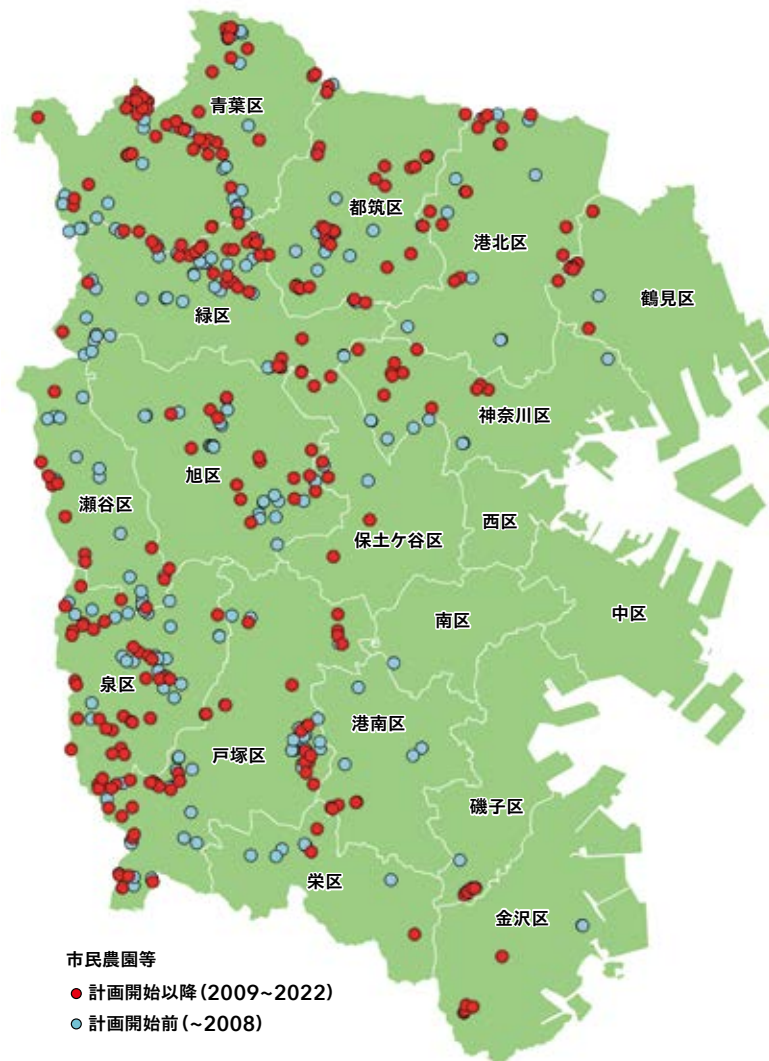 青葉区
都筑区
港北区
鶴見区
緑区
神奈川区
旭区
瀬谷区
保土ケ谷区
西区
中区
南区
泉区
港南区
戸塚区
磯子区
栄区
金沢区
市民農園等
計画開始以降(2009~2022)
計画開始前(~2008)